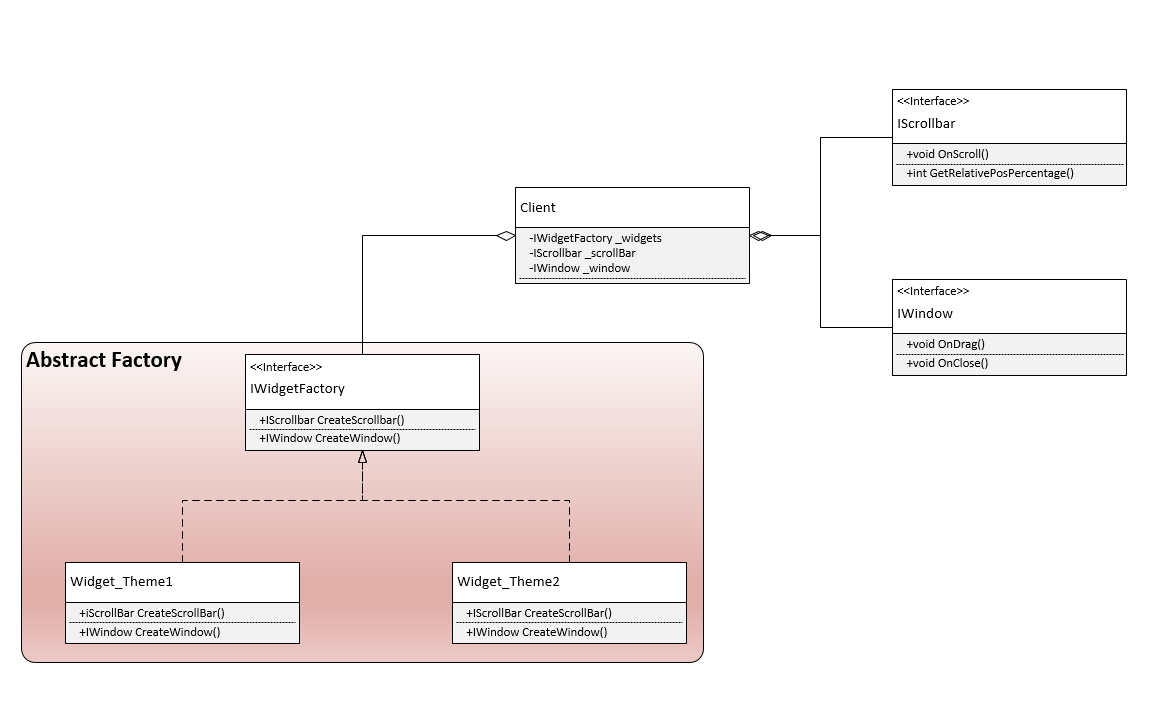 <<Interface>>
IScrollbar
+void OnScroll()
+int GetRelativePosPercentage()
Client
-IWidgetFactory _widgets
-IScrollbar _scrollBar
-IWindow _window
<<Interface>>
IWindow
+void OnDrag()
+void OnClose()
Abstract Factory
<<Interface>>
IWidgetFactory
+IScrollbar CreateScrollbar()
+IWindow CreateWindow()
Widget_Theme1
+iScrollBar CreateScrollBar()
+IWindow CreateWindow()
Widget_Theme2
+IScrollBar CreateScrollBar()
+IWindow CreateWindow()